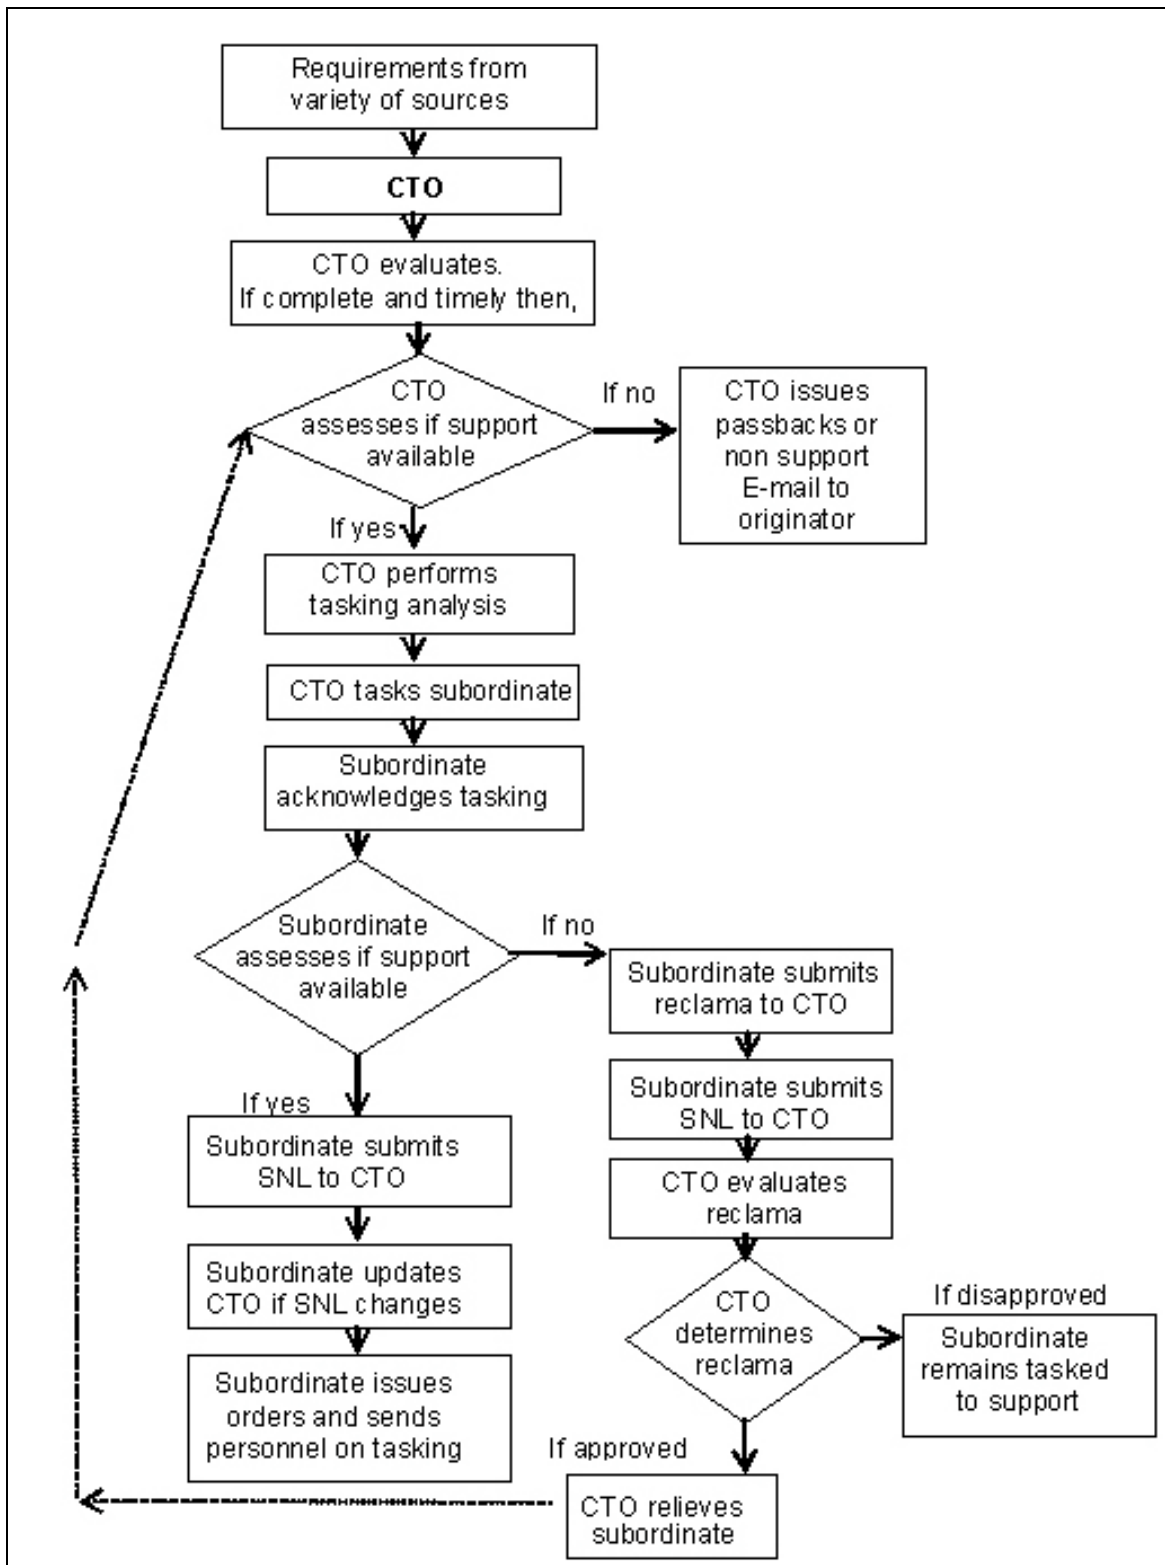 Requirements from
variety of sources
CTO
CTO evaluates.
If complete and timely then,
CTO
assesses if support
available
If no
CTO issues
passbacks or
non support
E-mail to
originator
If yes
CTO performs
tasking analysis
CTO tasks subordinate
Subordinate
acknowledges tasking
Subordinate
assesses if support
available
If no
Subordinate submits
reclama to CTO
Subordinate submits
SNL to CTO
CTO evaluates
reclama
If yes
Subordinate submits
SNL to CTO
Subordinate updates
CTO if SNL changes
Subordinate issues
orders and sends
personnel on tasking
CTO
determines
reclama
If disapproved
Subordinate
remains tasked
to support
If approved
CTO relieves
subordinate